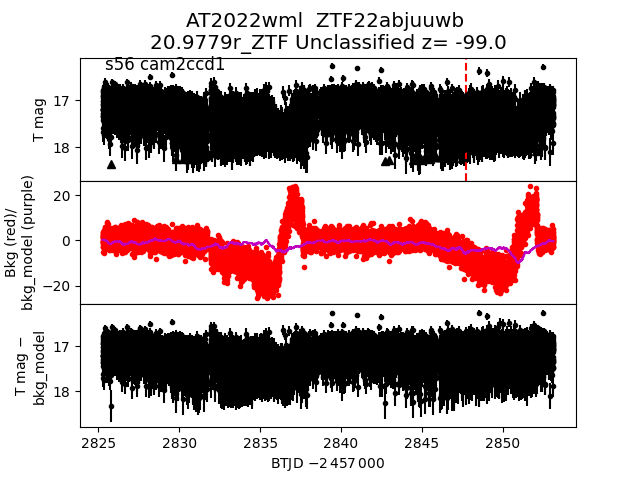 AT2022wml  ZTF22abjuuwb
20.9779r_ZTF Unclassified z= -99.0
s56 cam2ccd1
T mag
17
18
Bkg (red)/
bkg_model (purple)
20
0
−20
T mag −
bkg_model
17
18
2825 2830 2835 2840 2845 2850
BTJD −2 457 000